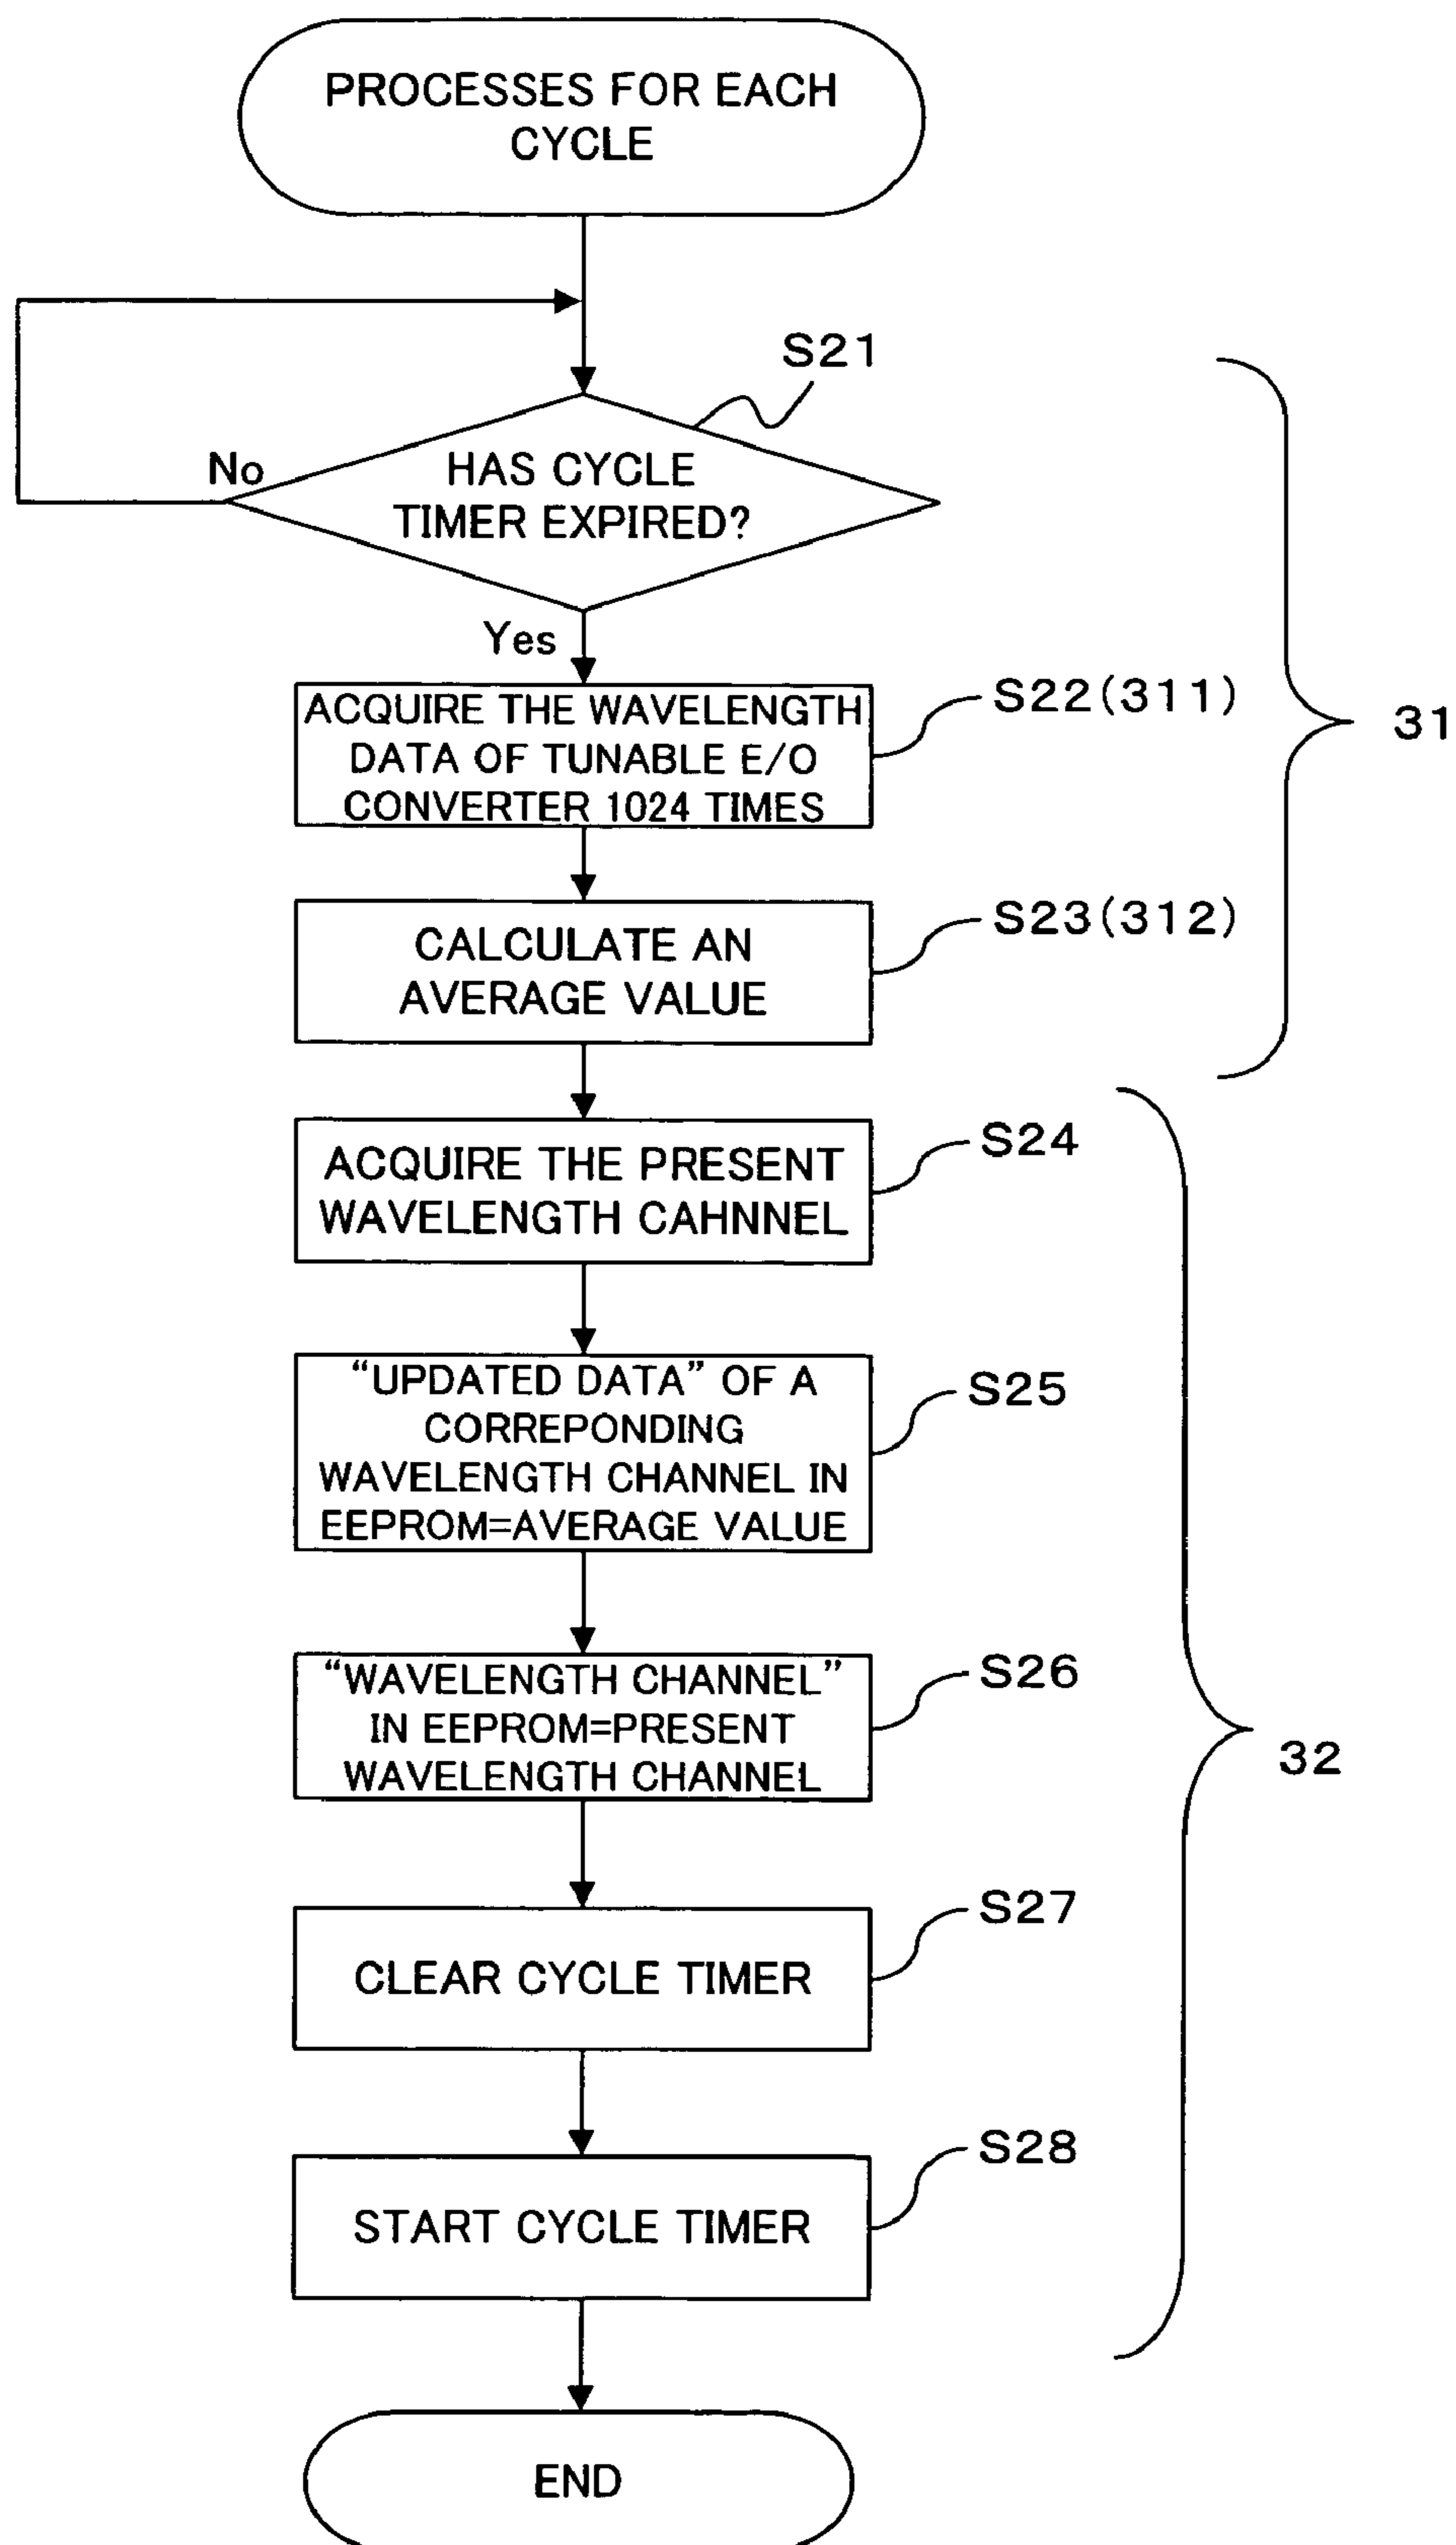 PROCESSES FOR EACH
CYCLE
S21
No
HAS CYCLE
TIMER EXPIRED?
Yes
ACQUIRE THE WAVELENGTH
DATA OF TUNABLE E/O
CONVERTER 1024 TIMES
S22(311)
31
CALCULATE AN
AVERAGE VALUE
S23(312)
ACQUIRE THE PRESENT
WAVELENGTH CAHNNEL
S24
“UPDATED DATA” OF A
CORREPONDING
WAVELENGTH CHANNEL IN
EEPROM=AVERAGE VALUE
S25
“WAVELENGTH CHANNEL”
IN EEPROM=PRESENT
WAVELENGTH CHANNEL
S26
32
CLEAR CYCLE TIMER
S27
START CYCLE TIMER
S28
END